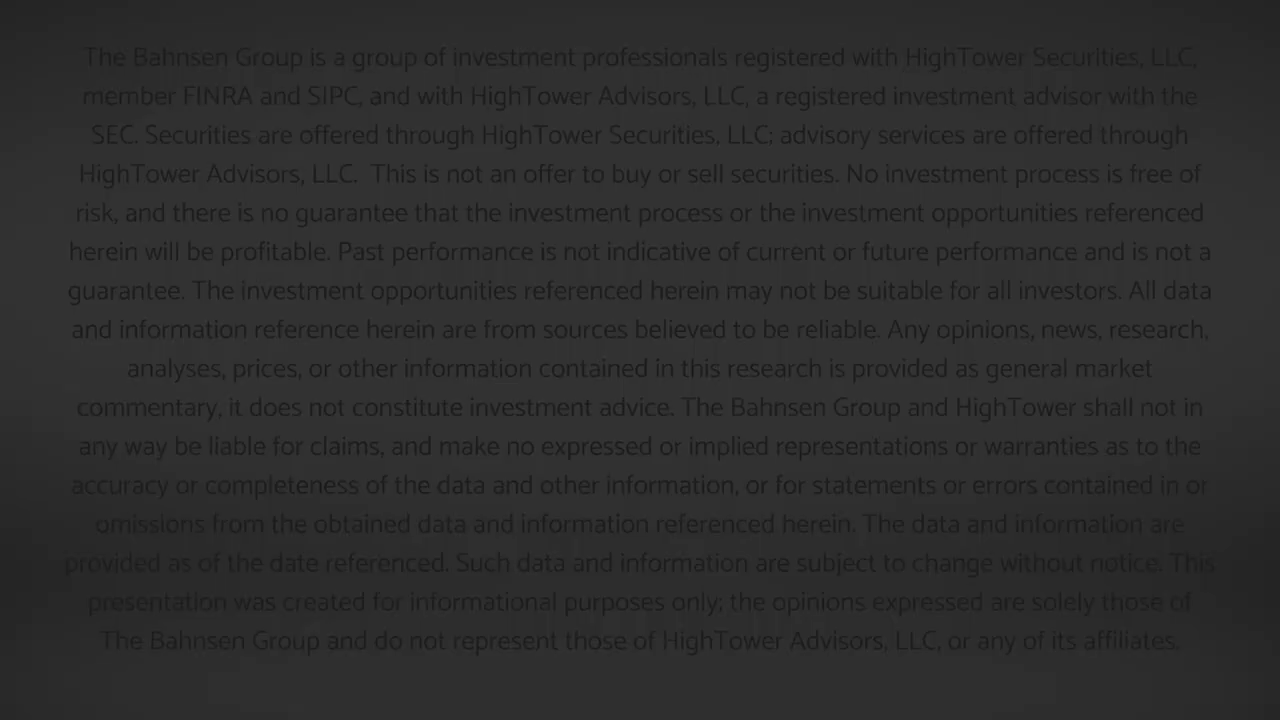 The Bahnsen Group is a group of investment professionals registered with HighTower Securities, LLC,
member FINRA and SIPC, and with HighTower Advisors, LLC, a registered investment advisor with the
SEC. Securities are offered through HighTower Securities, LLC; advisory services are offered through
HighTower Advisors, LLC.  This is not an offer to buy or sell securities. No investment process is free of
risk, and there is no guarantee that the investment process or the investment opportunities referenced
herein will be profitable. Past performance is not indicative of current or future performance and is not a
guarantee. The investment opportunities referenced herein may not be suitable for all investors. All data
and information reference herein are from sources believed to be reliable. Any opinions, news, research,
analyses, prices, or other information contained in this research is provided as general market
commentary, it does not constitute investment advice. The Bahnsen Group and HighTower shall not in
any way be liable for claims, and make no expressed or implied representations or warranties as to the
accuracy or completeness of the data and other information, or for statements or errors contained in or
omissions from the obtained data and information referenced herein. The data and information are
provided as of the date referenced. Such data and information are subject to change without notice. This
presentation was created for informational purposes only; the opinions expressed are solely those of
The Bahnsen Group and do not represent those of HighTower Advisors, LLC, or any of its affiliates.